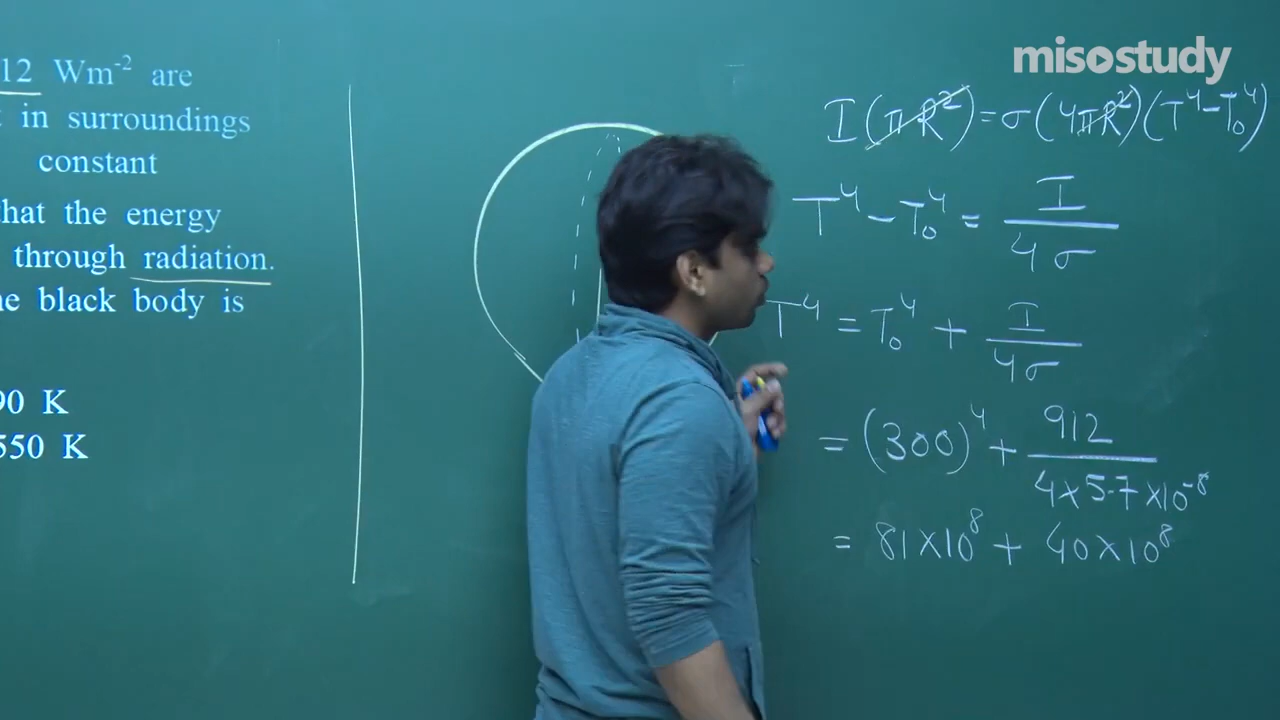 misostudy
12 Wm⁻² are
in surroundings
constant
hat the energy
through radiation.
he black body is
90 K
550 K
I(πR²)=σ(4πR²)(T⁴-T₀⁴)
T⁴-T₀⁴ = I/4σ
T⁴ = T₀⁴ + I/4σ
= (300)⁴ + 912/4×5.7×10⁻⁸
= 81×10⁸ + 40×10⁸